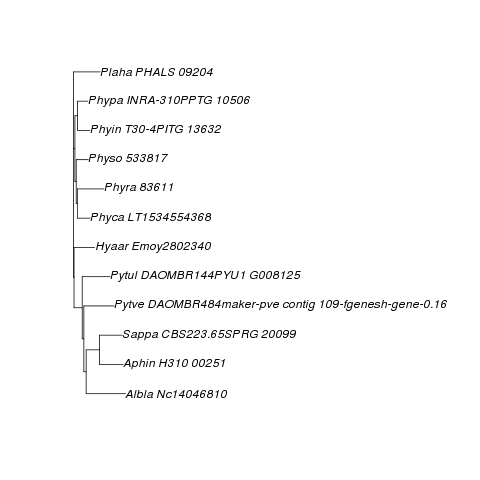 Plaha PHALS 09204
Phypa INRA-310PPTG 10506
Phyin T30-4PITG 13632
Physo 533817
Phyra 83611
Phyca LT1534554368
Hyaar Emoy2802340
Pytul DAOMBR144PYU1 G008125
Pytve DAOMBR484maker-pve contig 109-fgenesh-gene-0.16
Sappa CBS223.65SPRG 20099
Aphin H310 00251
Albla Nc14046810